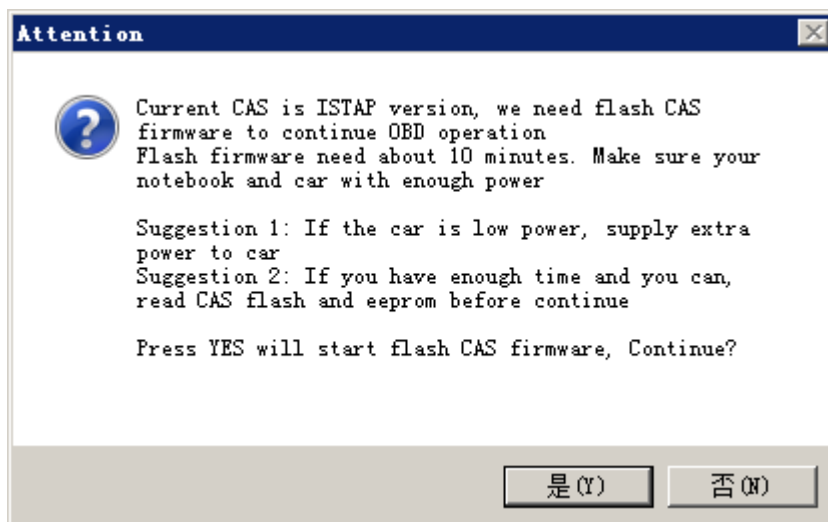 Attention
Current CAS is ISTAP version, we need flash CAS
firmware to continue OBD operation
Flash firmware need about 10 minutes. Make sure your
notebook and car with enough power
Suggestion 1: If the car is low power, supply extra
power to car
Suggestion 2: If you have enough time and you can,
read CAS flash and eeprom before continue
Press YES will start flash CAS firmware, Continue?
是(Y)
否(N)